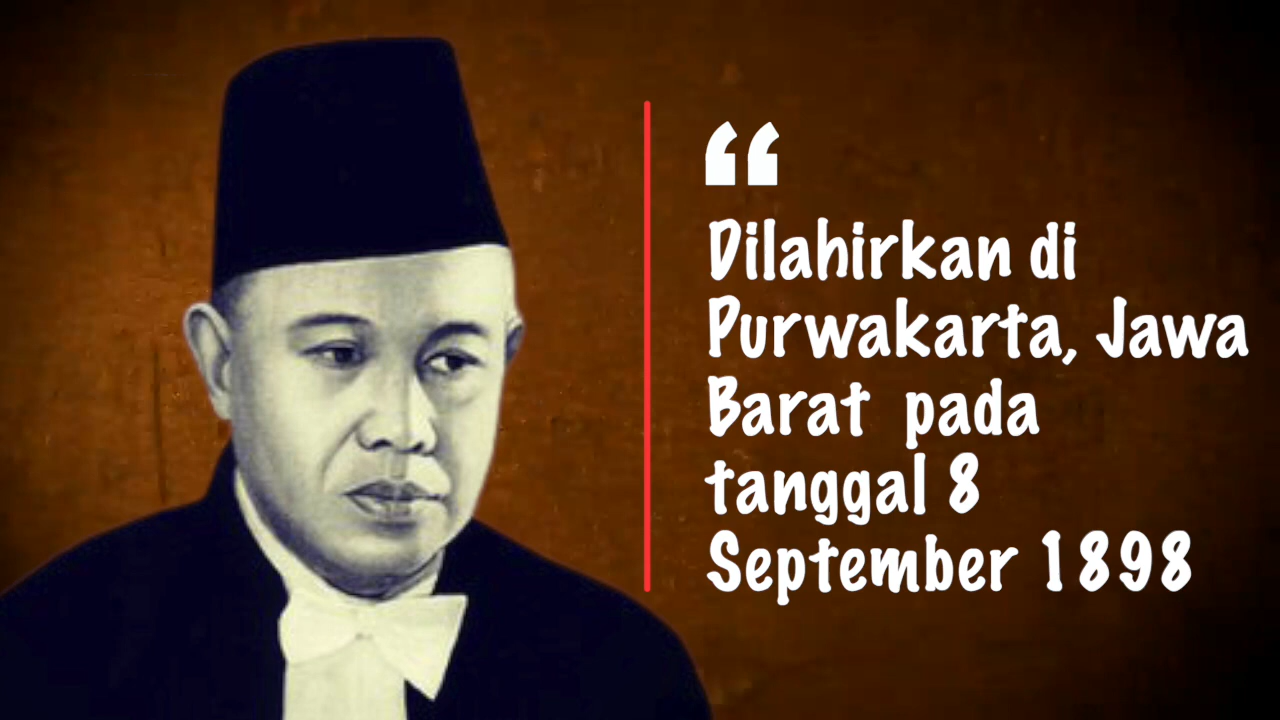 “
Dilahirkan di
Purwakarta, Jawa
Barat pada
tanggal 8
September 1898